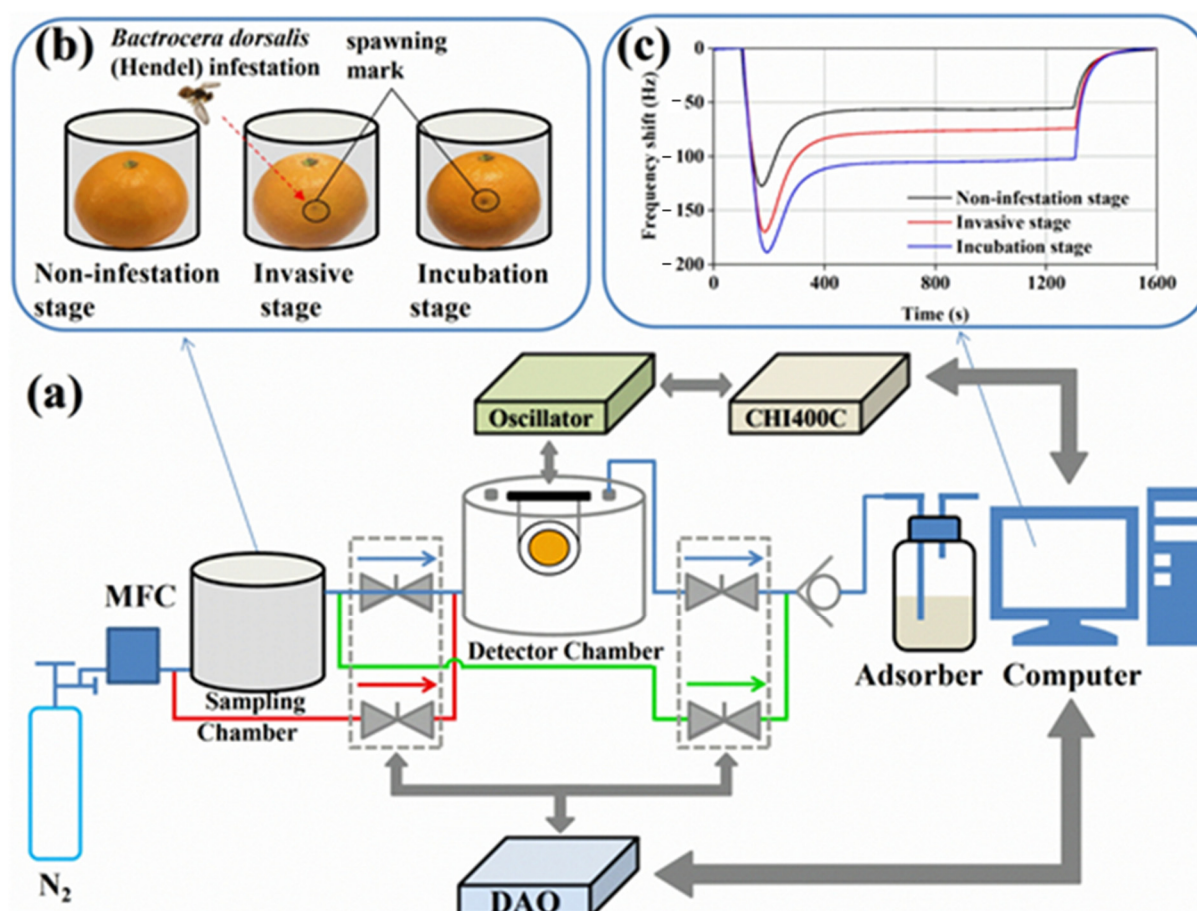 (b)
Bactrocera dorsalis
(Hendel) infestation
spawning
mark
Non-infestation
stage
Invasive
stage
Incubation
stage
(c)
Frequency shift (Hz)
0
−50
−100
−150
−200
Non-infestation stage
Invasive stage
Incubation stage
0
400
800
1200
1600
Time (s)
(a)
Oscillator
CHI400C
MFC
Sampling
Chamber
Detector Chamber
Adsorber
Computer
N₂
DAQ